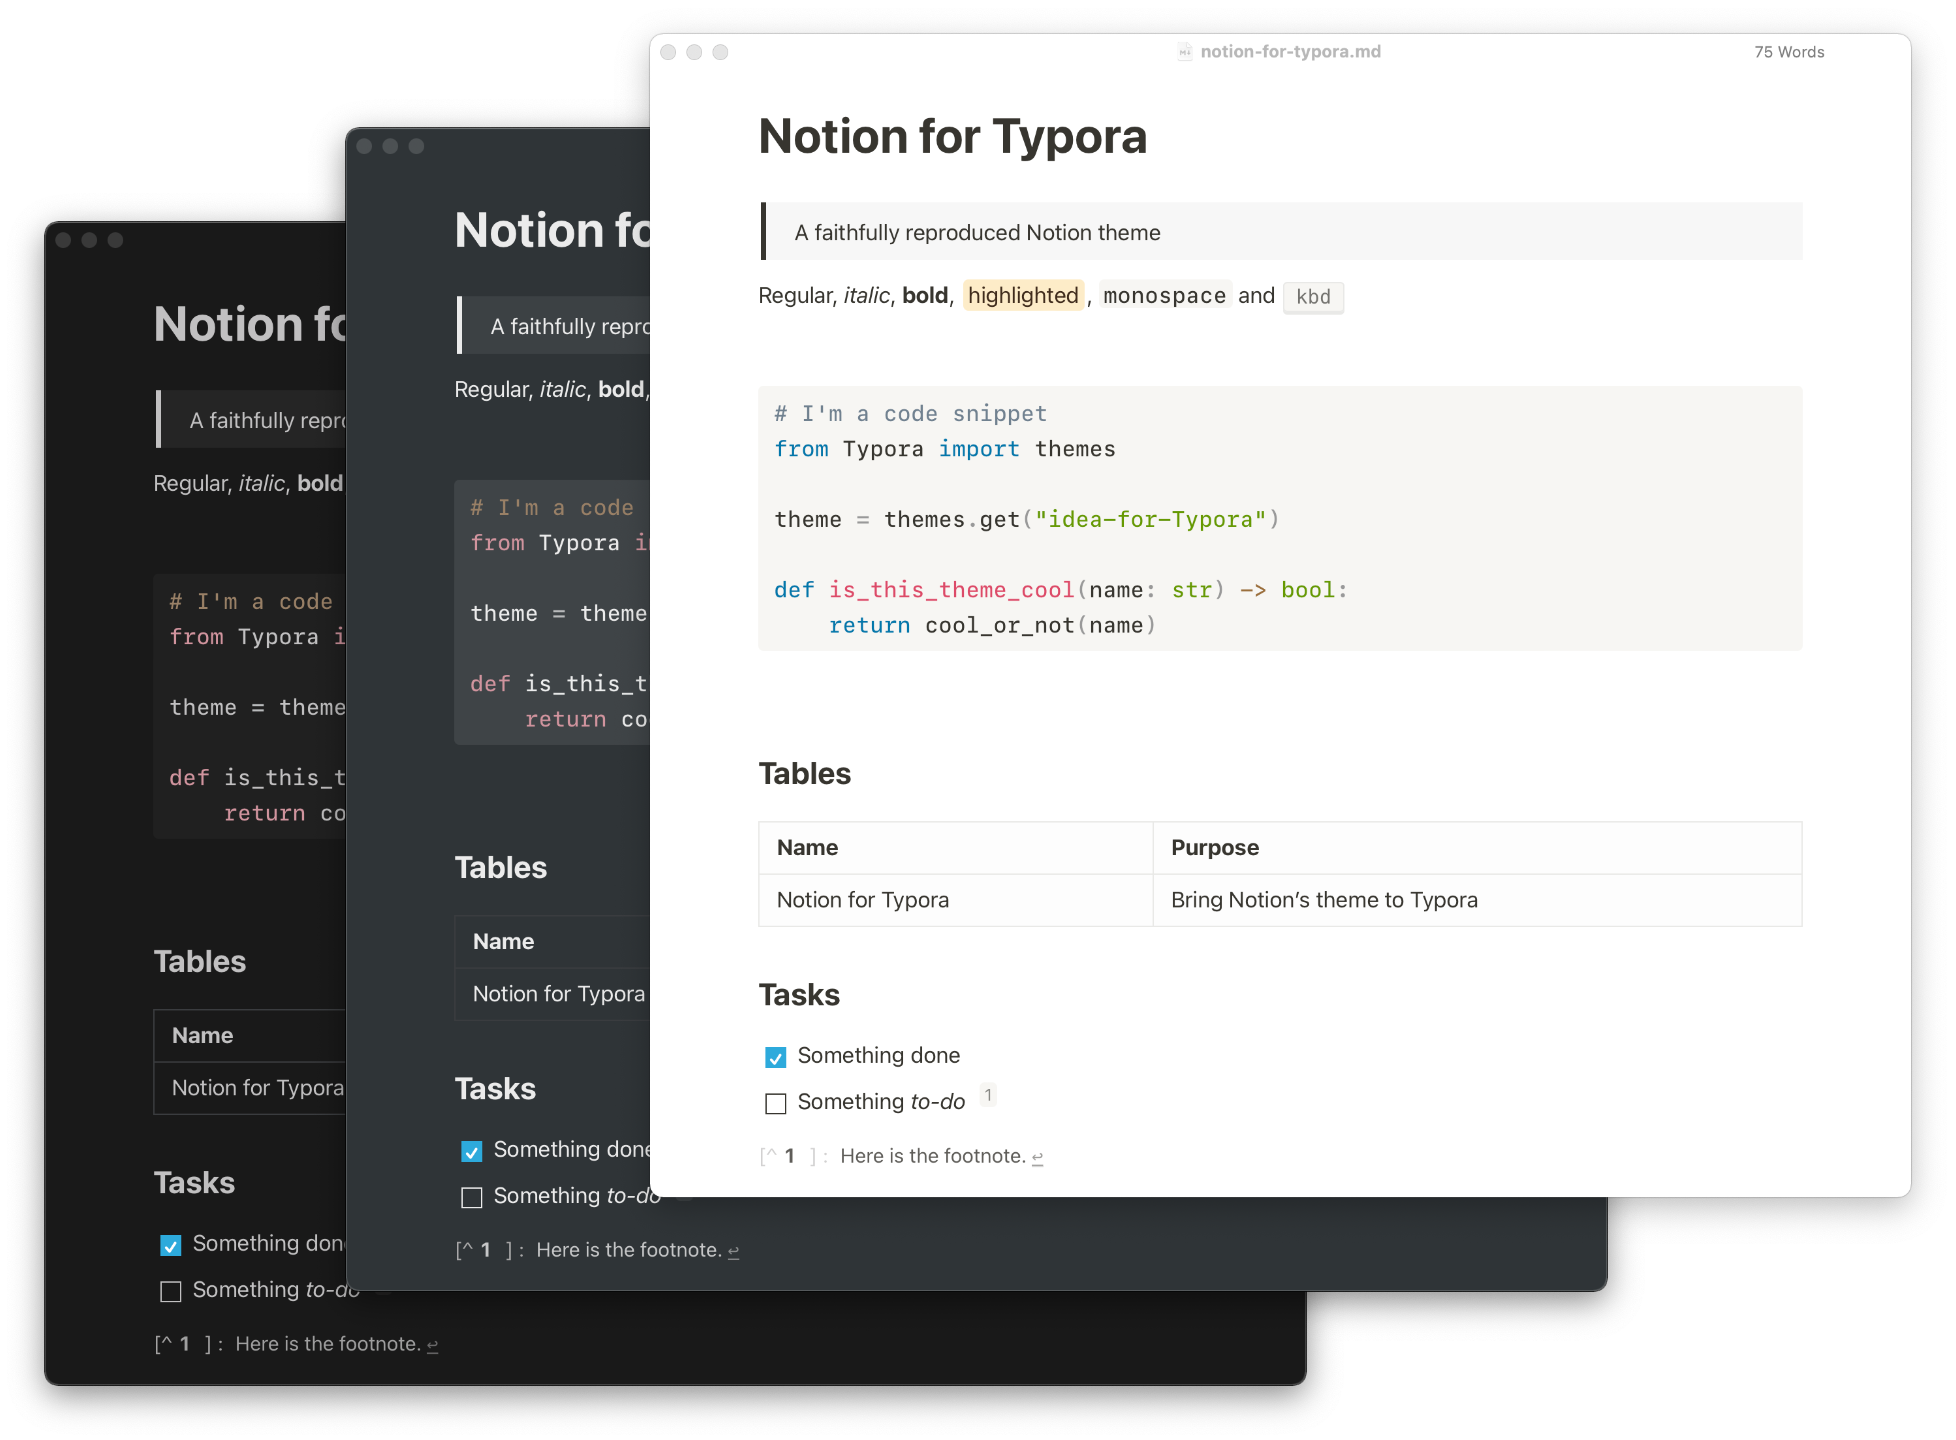 notion-for-typora.md
75 Words
Notion for Typora
A faithfully reproduced Notion theme
Regular, italic, bold, highlighted, monospace and kbd
# I'm a code snippet
from Typora import themes
theme = themes.get("idea-for-Typora")
def is_this_theme_cool(name: str) -> bool:
    return cool_or_not(name)
Tables
Name Purpose
Notion for Typora Bring Notion's theme to Typora
Tasks
Something done
Something to-do 1
[^ 1 ]: Here is the footnote. ↩
Notion fo
A faithfully repro
Regular, italic, bold,
# I'm a code
from Typora i
theme = theme
def is_this_t
    return co
Tables
Name
Notion for Typora
Tasks
Something done
Something to-do
[^ 1 ]: Here is the footnote. ↩
Notion fo
A faithfully repro
Regular, italic, bold
# I'm a code
from Typora i
theme = theme
def is_this_t
    return co
Tables
Name
Notion for Typora
Tasks
Something done
Something to-do
[^ 1 ]: Here is the footnote. ↩